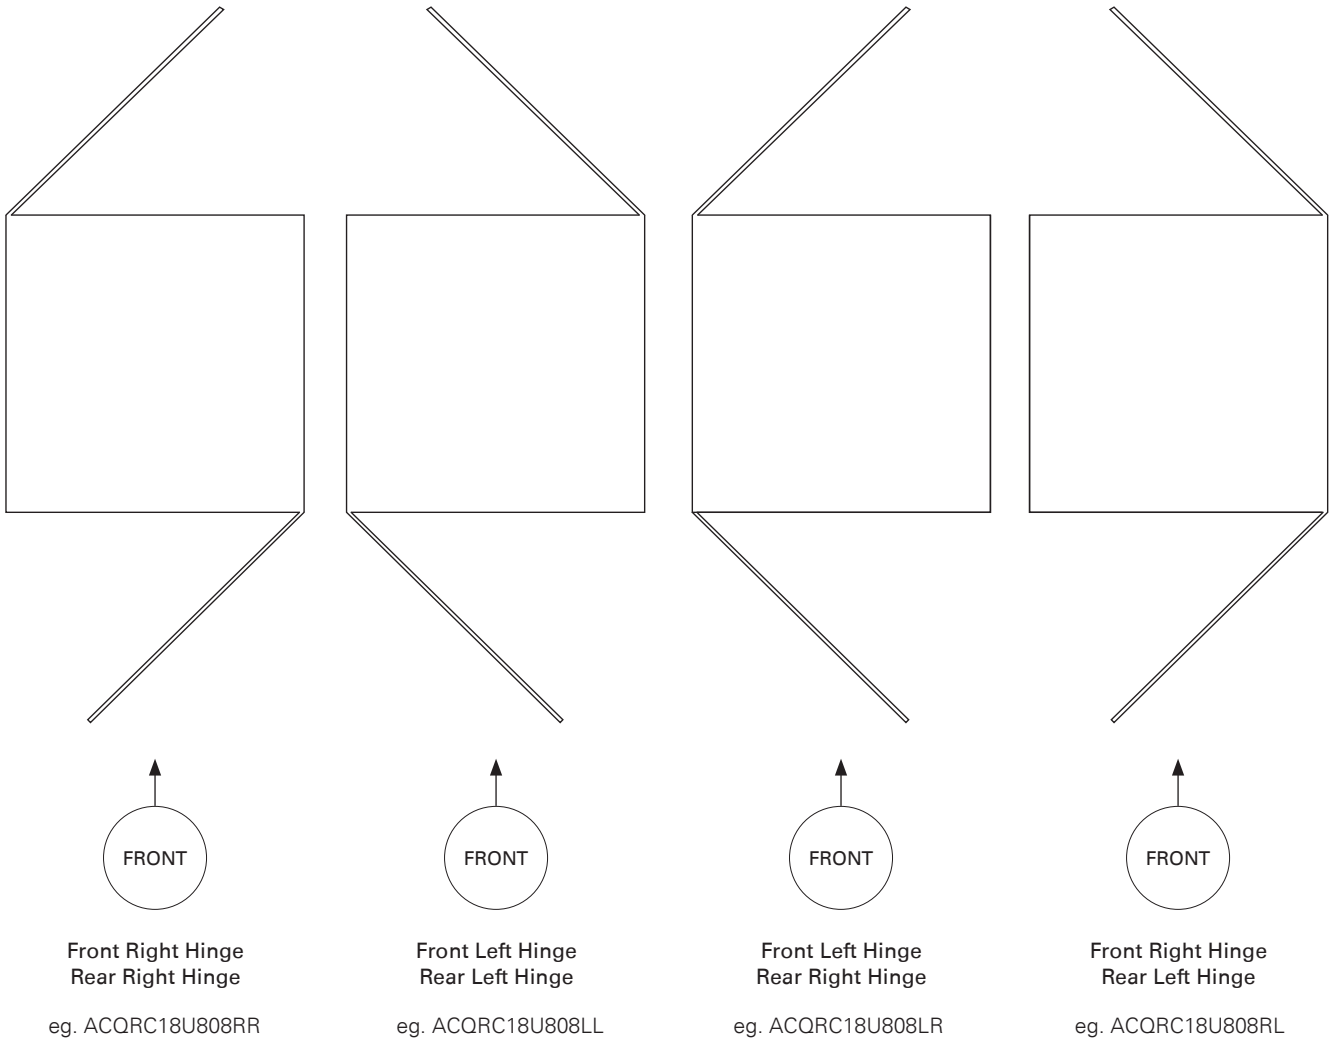 FRONT
FRONT
FRONT
FRONT
Front Right Hinge
Rear Right Hinge
eg. ACQRC18U808RR
Front Left Hinge
Rear Left Hinge
eg. ACQRC18U808LL
Front Left Hinge
Rear Right Hinge
eg. ACQRC18U808LR
Front Right Hinge
Rear Left Hinge
eg. ACQRC18U808RL